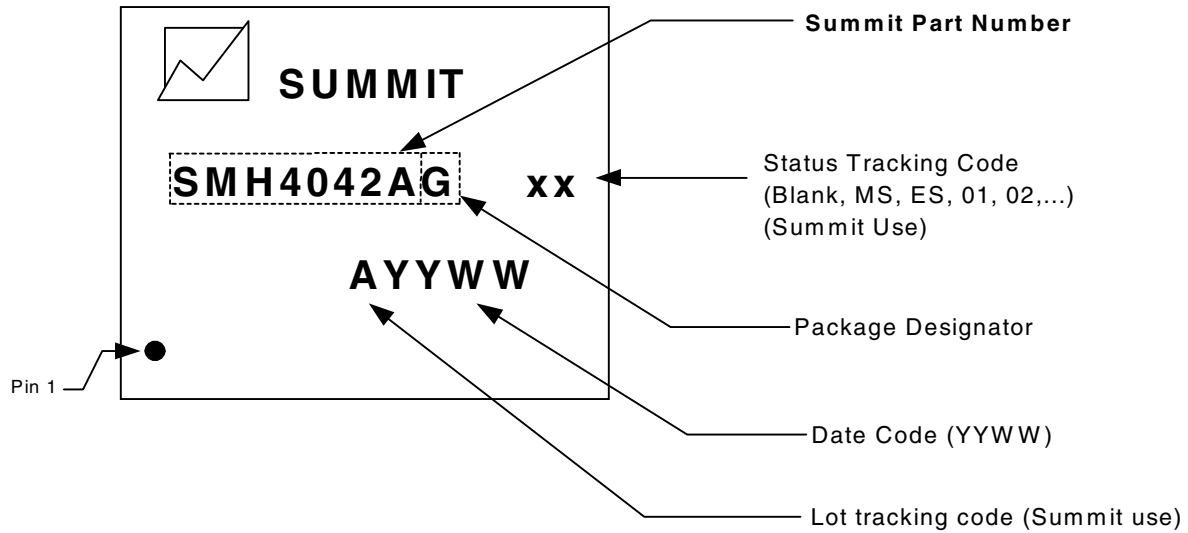 Summit Part Number
SUMMIT
SMH4042AG xx
Status Tracking Code
(Blank, MS, ES, 01, 02,...)
(Summit Use)
AYYWW
Package Designator
Pin 1
Date Code (YYWW)
Lot tracking code (Summit use)